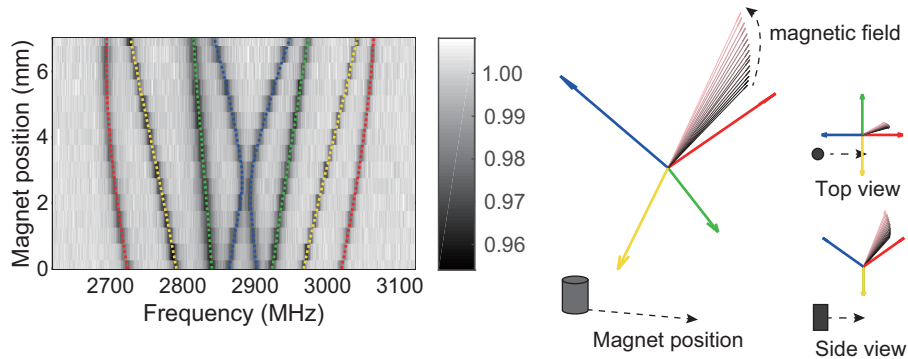 Magnet position (mm)
6
4
2
0
2700
2800
2900
3000
3100
Frequency (MHz)
1.00
0.99
0.98
0.97
0.96
magnetic field
Magnet position
Top view
Side view